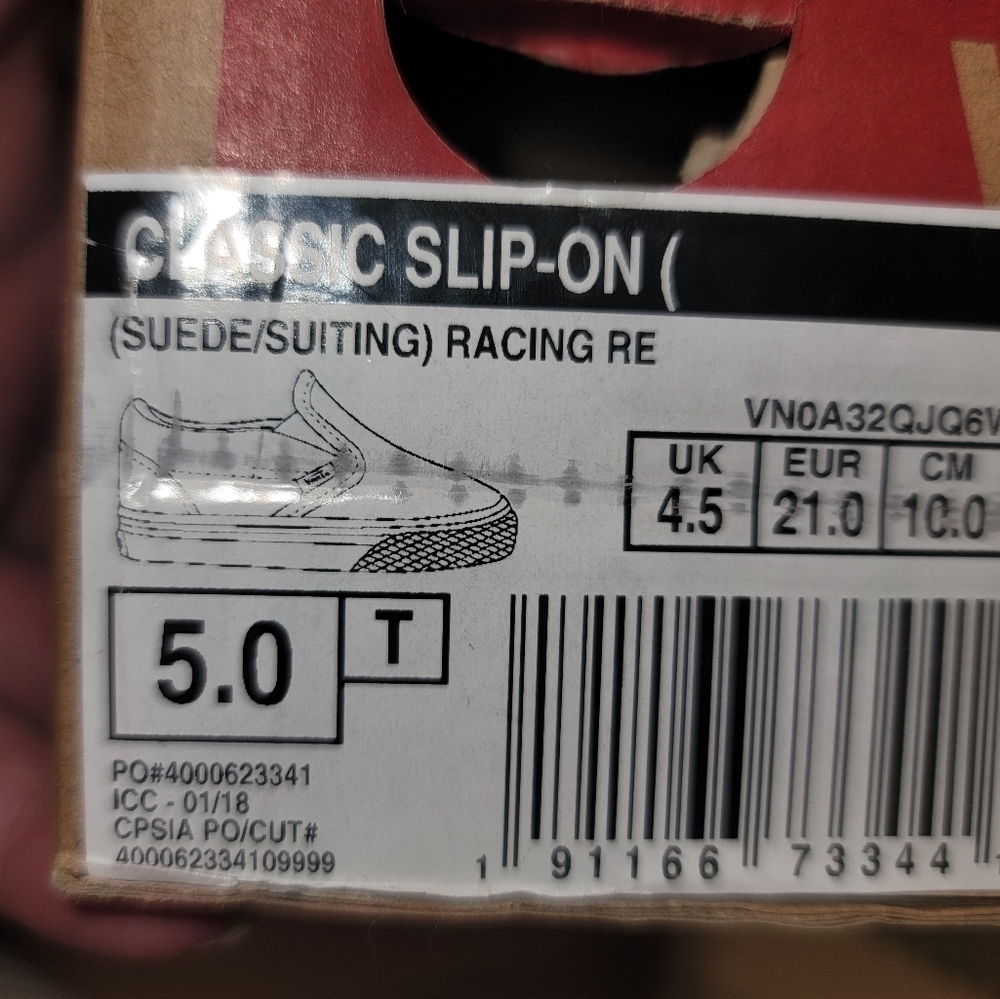 CLASSIC SLIP-ON (
(SUEDE/SUITING) RACING RE
VN0A32QJQ6V
UK EUR CM
4.5 21.0 10.0
5.0 T
PO#4000623341
ICC - 01/18
CPSIA PO/CUT#
400062334109999
1 91166 73344